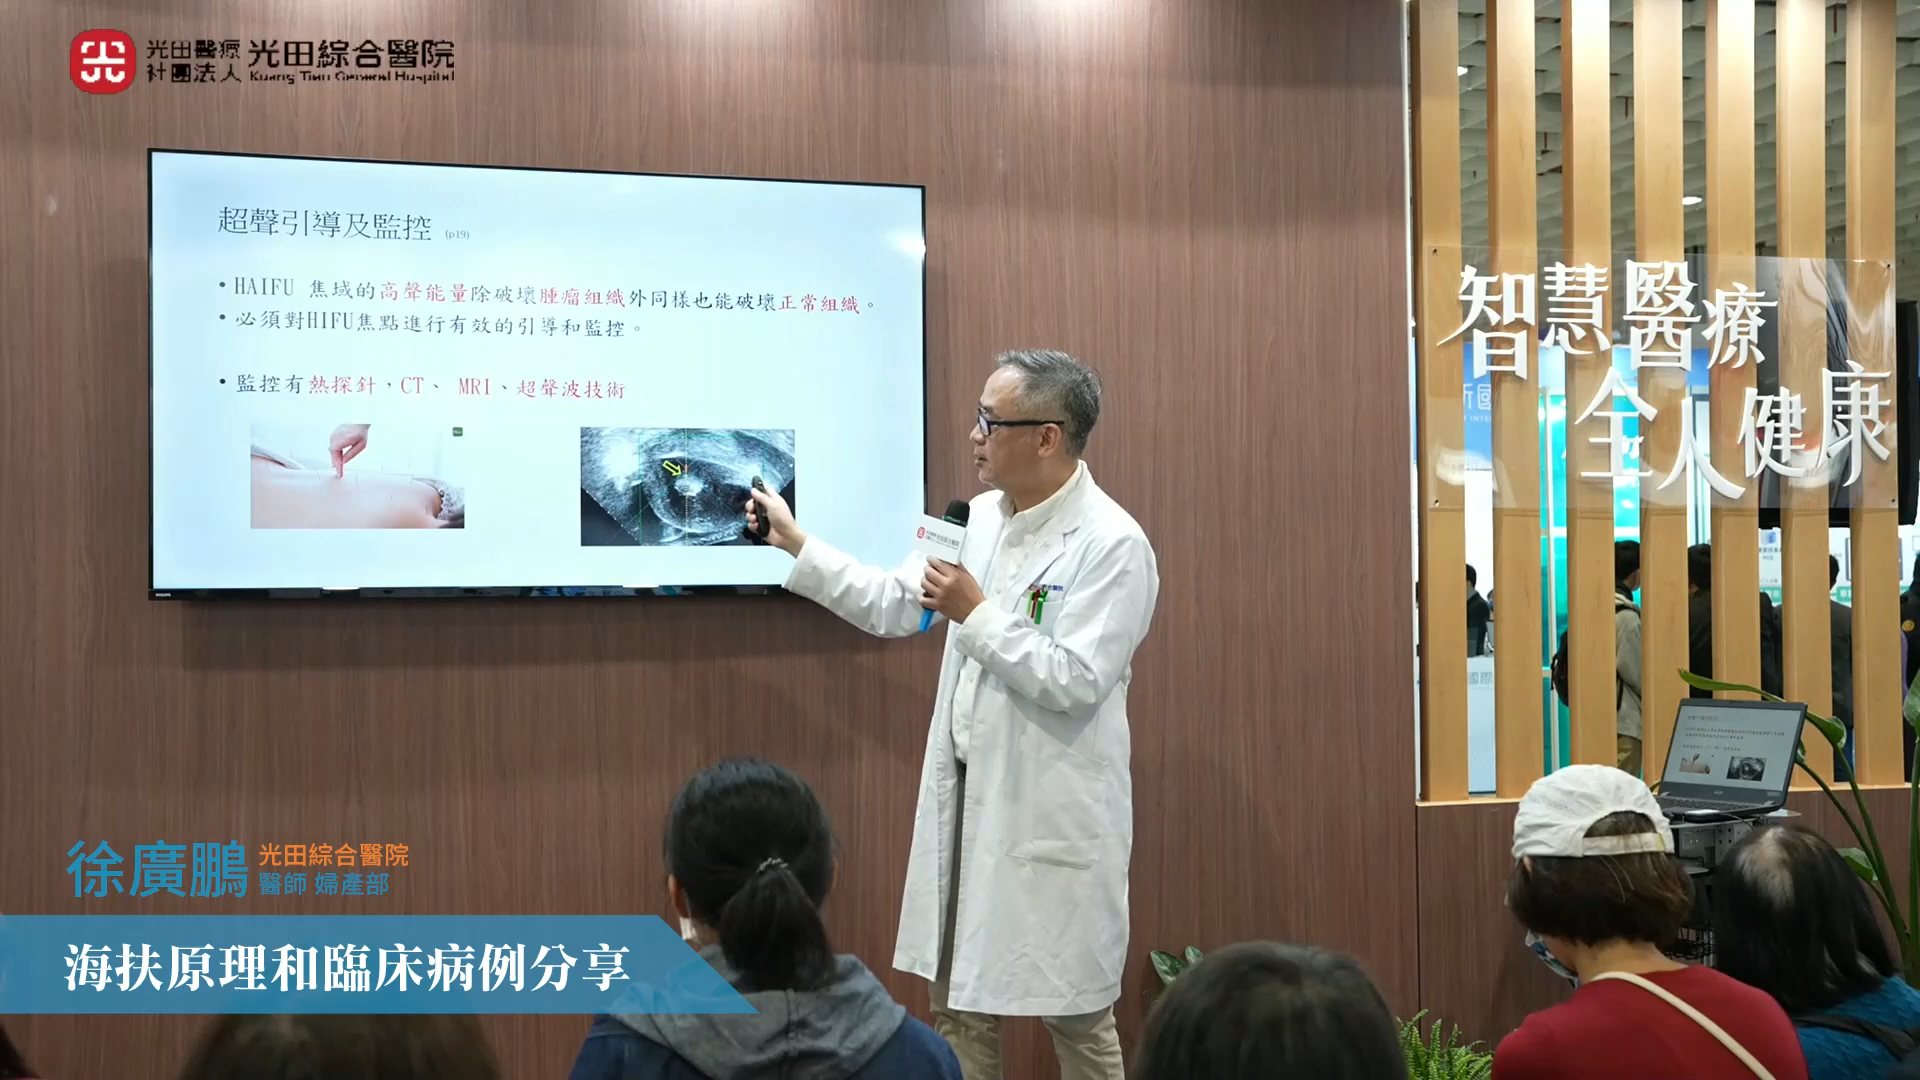 光田醫療
社團法人
光田綜合醫院
Kuang Tien General Hospital
超聲引導及監控 (p19)
• HAIFU 焦域的高聲能量除破壞腫瘤組織外同樣也能破壞正常組織。
• 必須對HIFU焦點進行有效的引導和監控。
• 監控有熱探針，CT、 MRI、超聲波技術
PHILIPS
智慧醫療
全人健康
徐廣鵬
光田綜合醫院
醫師 婦產部
海扶原理和臨床病例分享